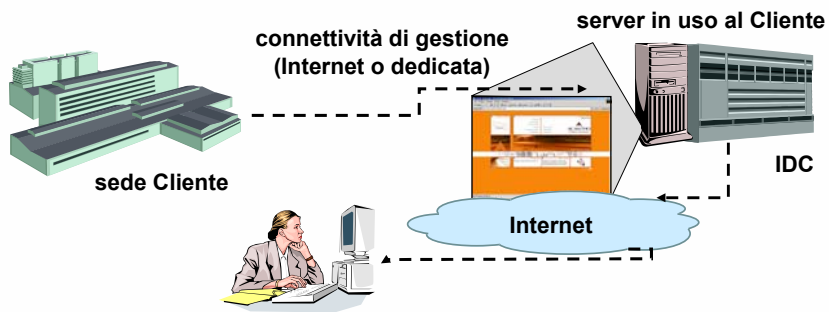 server in uso al Cliente
connettività di gestione
(Internet o dedicata)
sede Cliente
IDC
Internet